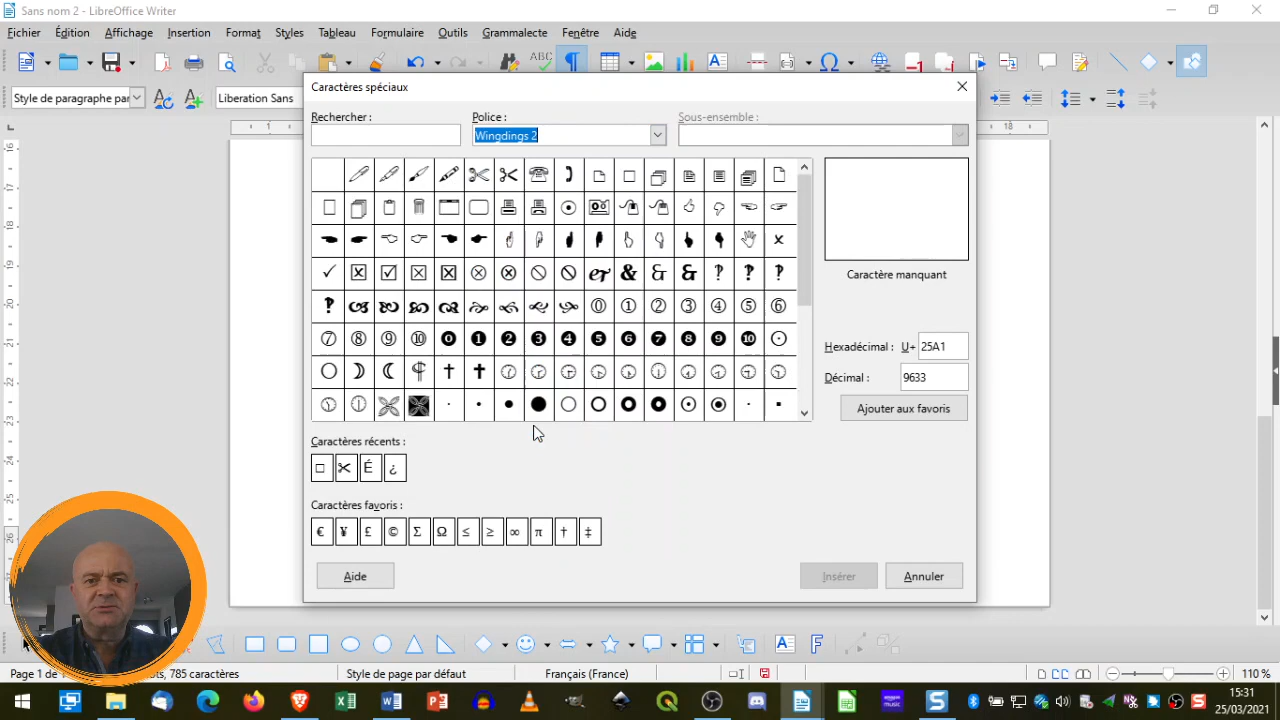 Sans nom 2 - LibreOffice Writer
Fichier Édition Affichage Insertion Format Styles Tableau Formulaire Outils Grammalecte Fenêtre Aide
Style de paragraphe par
Liberation Sans
Caractères spéciaux
Rechercher :
Police :
Sous-ensemble :
Wingdings 2
Caractère manquant
Hexadécimal : U+ 25A1
Décimal : 9633
Ajouter aux favoris
Caractères récents :
□ ✂ É ¿
Caractères favoris :
€ ¥ £ © Σ Ω ≤ ≥ ∞ π † ‡
Aide
Insérer
Annuler
Page 1 de 1
785 caractères
Style de page par défaut
Français (France)
110 %
15:31
25/03/2021